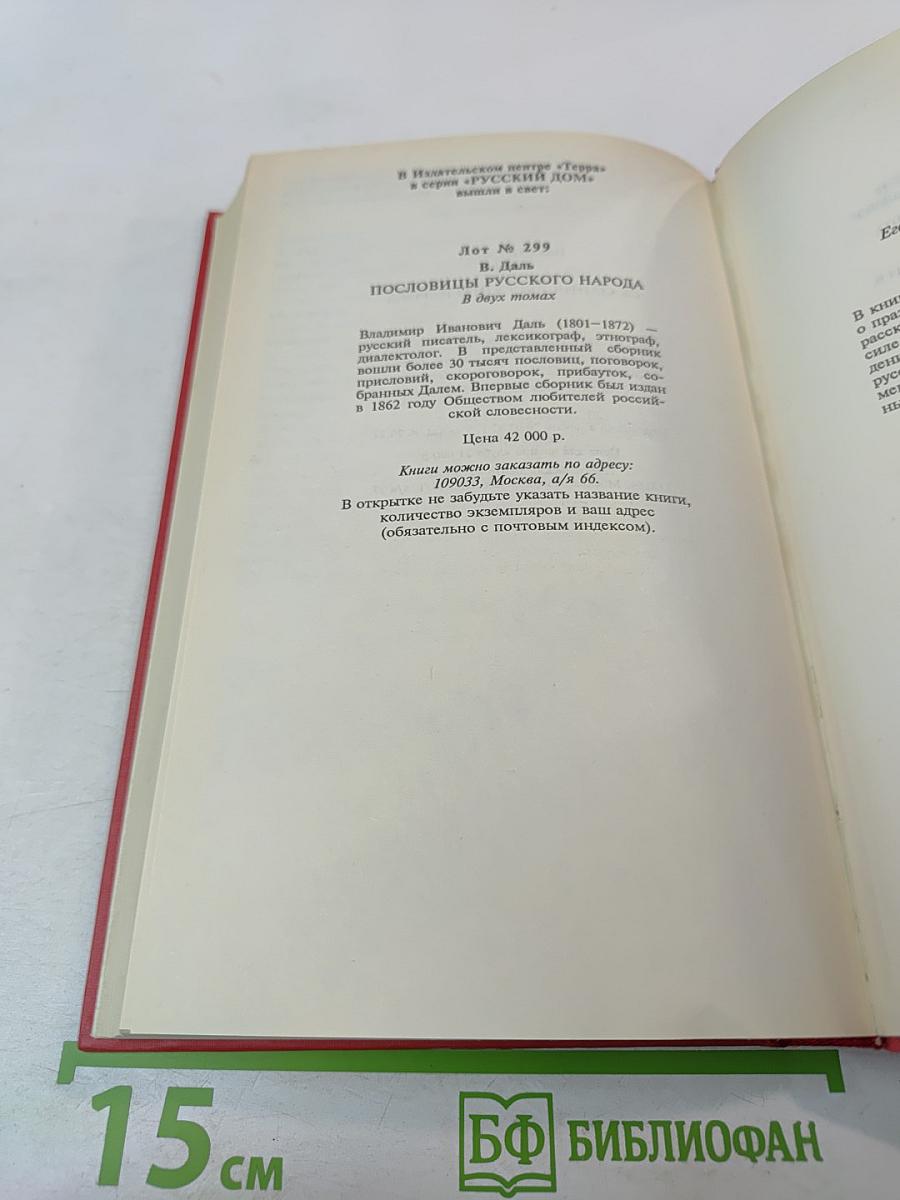 В Издательском центре «Терра»
в серии «РУССКИЙ ДОМ»
вышли в свет:
Лот № 299
В. Даль
ПОСЛОВИЦЫ РУССКОГО НАРОДА
В двух томах
Владимир Иванович Даль (1801—1872) —
русский писатель, лексикограф, этнограф,
диалектолог. В представленный сборник
вошли более 30 тысяч пословиц, поговорок,
присловий, скороговорок, прибауток, со-
бранных Далем. Впервые сборник был издан
в 1862 году Обществом любителей россий-
ской словесности.
Цена 42 000 р.
Книги можно заказать по адресу:
109033, Москва, а/я 66.
В открытке не забудьте указать название книги,
количество экземпляров и ваш адрес
(обязательно с почтовым индексом).
В
о
15 см
БФ БИБЛИОФАН